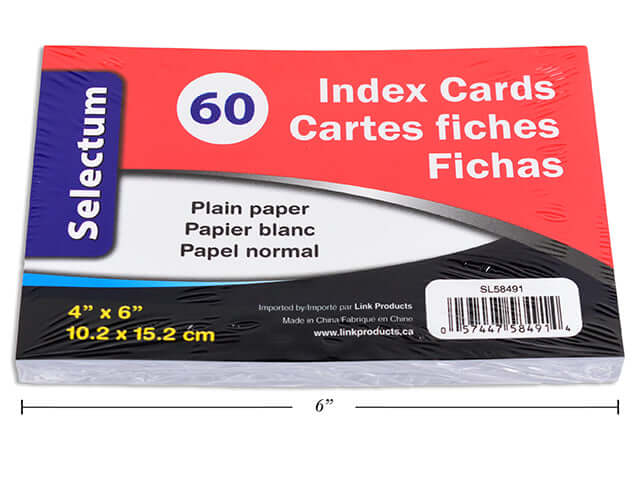 Selectum
60
Index Cards
Cartes fiches
Fichas
Plain paper
Papier blanc
Papel normal
4” x 6”
10.2 x 15.2 cm
Imported by/Importé par Link Products
Made in China/Fabriqué en Chine
www.linkproducts.ca
SL58491
0 57447 58491 4
6”